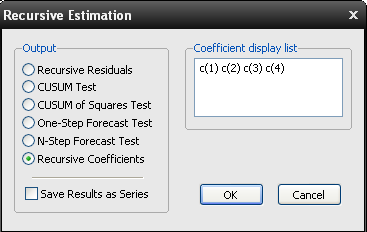 Recursive Estimation
Output
Recursive Residuals
CUSUM Test
CUSUM of Squares Test
One-Step Forecast Test
N-Step Forecast Test
Recursive Coefficients
Save Results as Series
Coefficient display list
c(1) c(2) c(3) c(4)
OK
Cancel